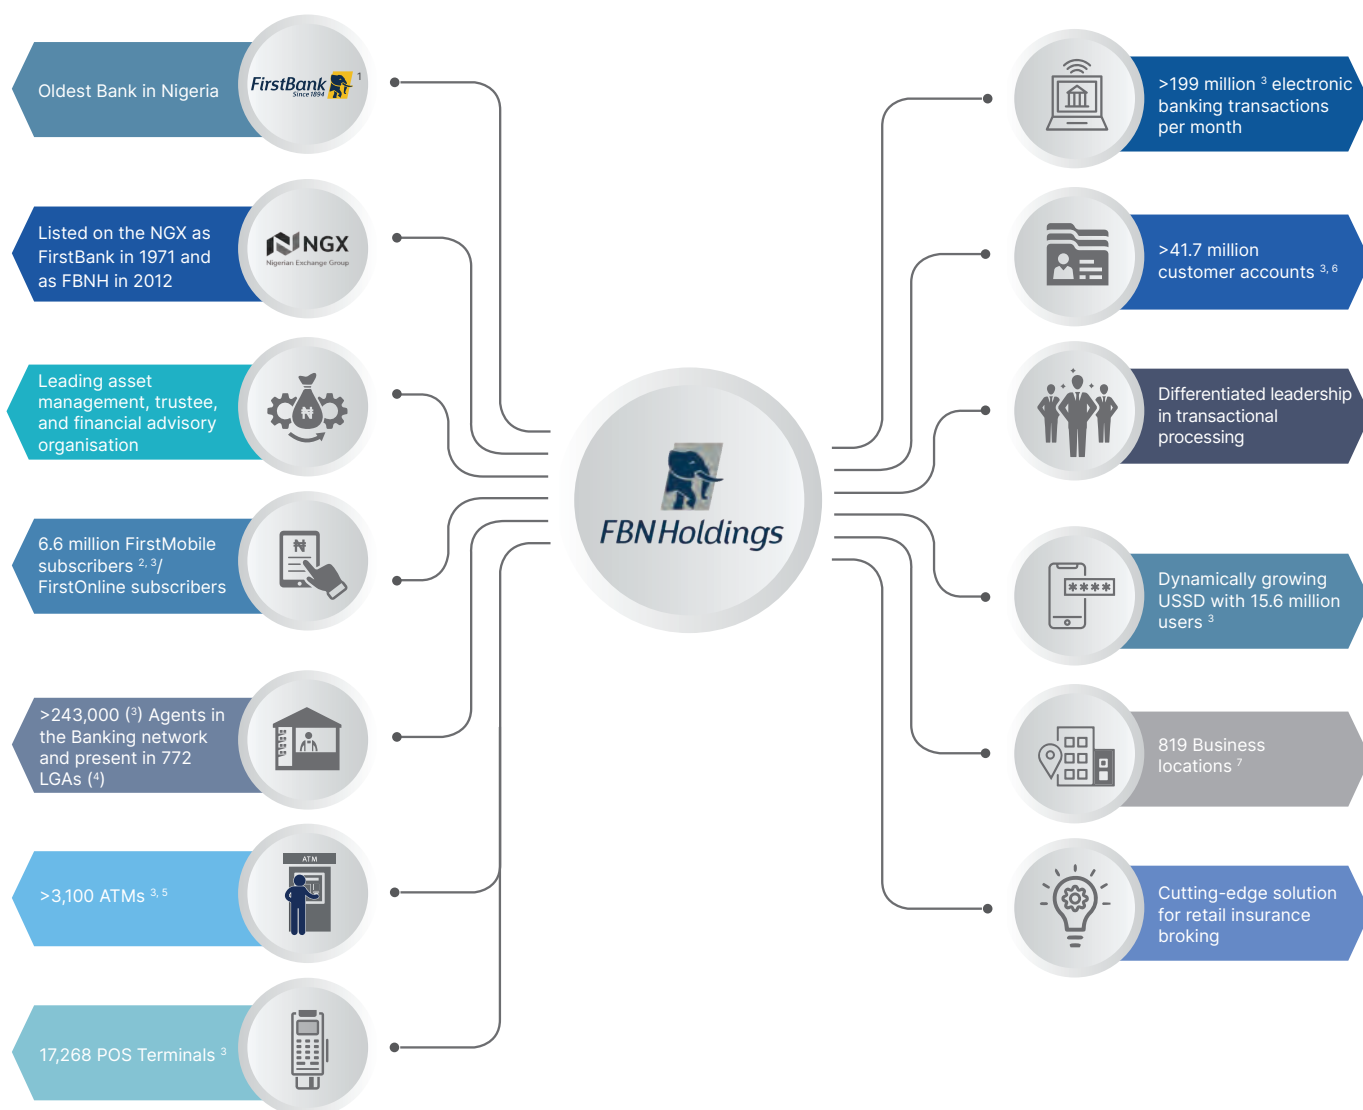 Oldest Bank in Nigeria
FirstBank 1
Since 1894
Listed on the NGX as
FirstBank in 1971 and
as FBNH in 2012
NGX
Nigerian Exchange Group
Leading asset
management, trustee,
and financial advisory
organisation
₦
6.6 million FirstMobile
subscribers 2, 3/
FirstOnline subscribers
₦
>243,000 (3) Agents in
the Banking network
and present in 772
LGAs (4)
>3,100 ATMs 3, 5
ATM
17,268 POS Terminals 3
FBNHoldings
>199 million 3 electronic
banking transactions
per month
>41.7 million
customer accounts 3, 6
Differentiated leadership
in transactional
processing
****
Dynamically growing
USSD with 15.6 million
users 3
819 Business
locations 7
Cutting-edge solution
for retail insurance
broking